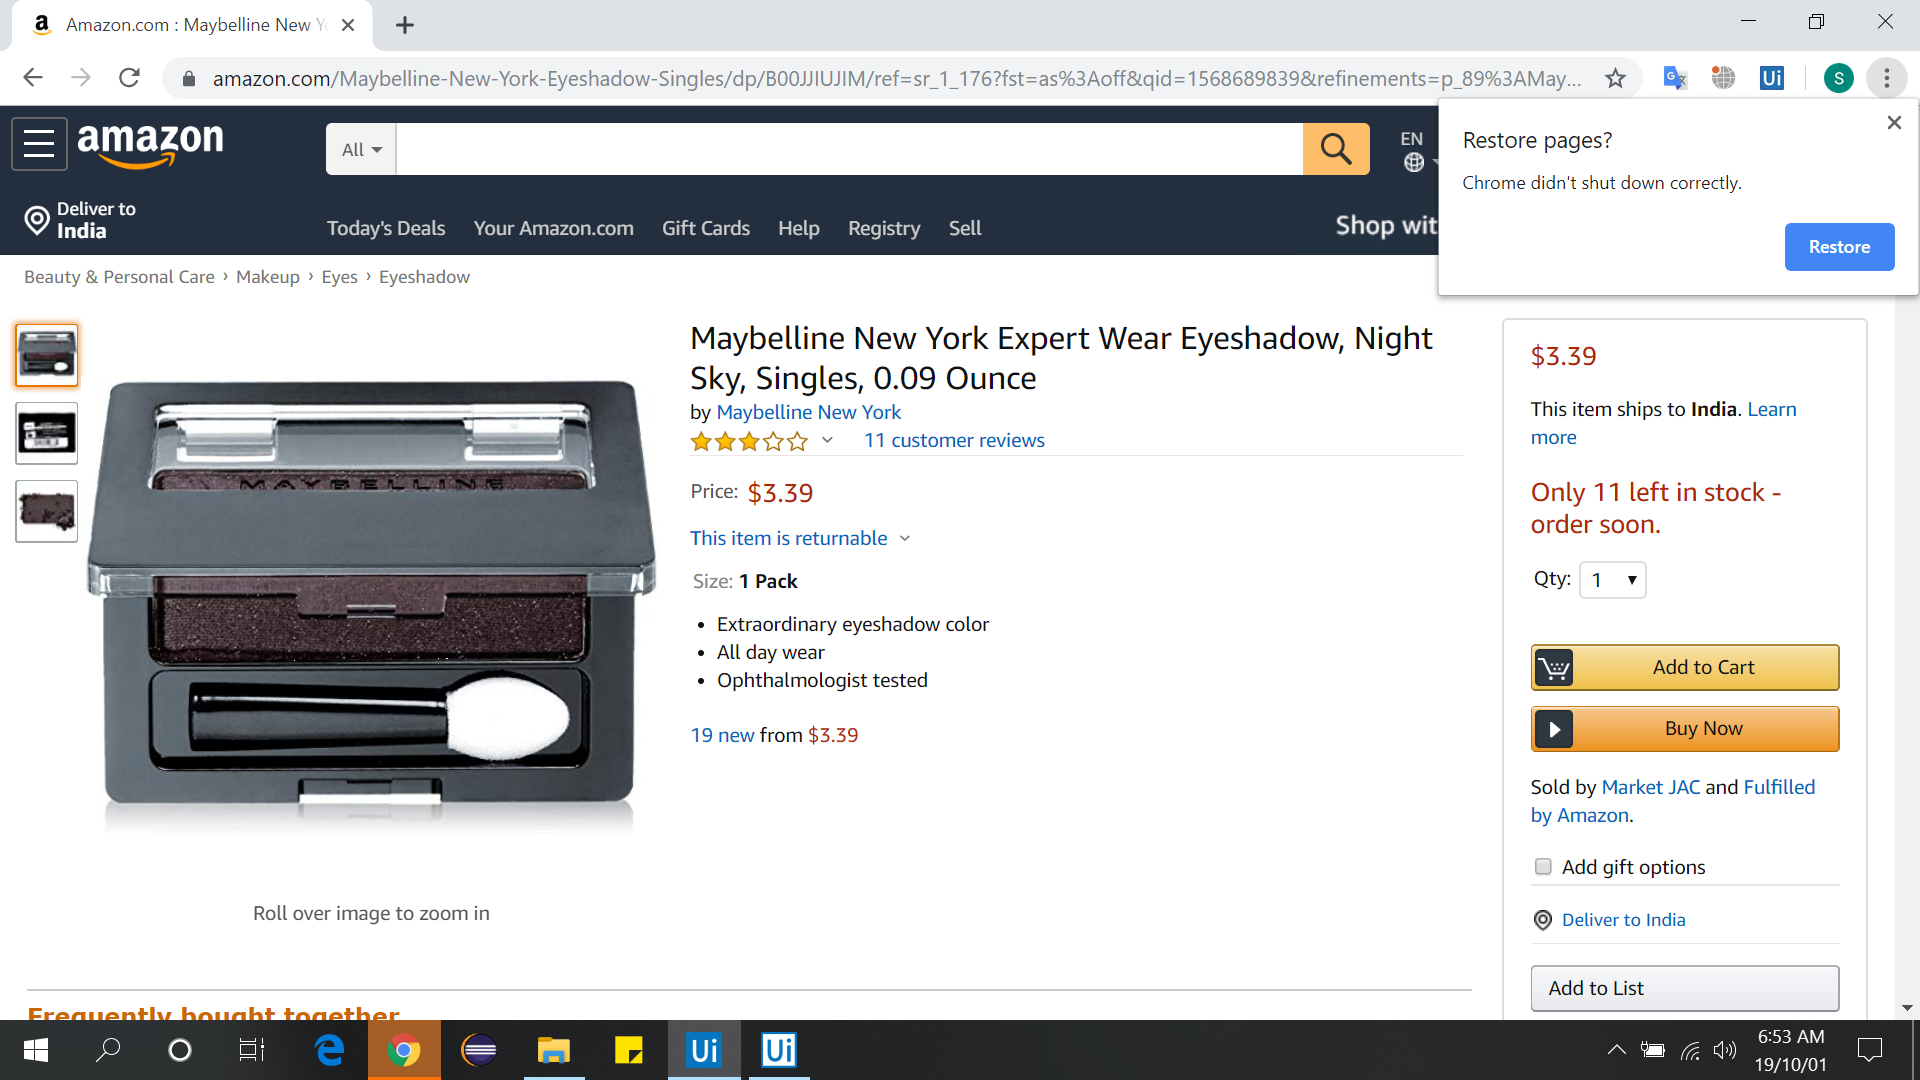 Amazon.com : Maybelline New Y
amazon.com/Maybelline-New-York-Eyeshadow-Singles/dp/B00JJIUJIM/ref=sr_1_176?fst=as%3Aoff&qid=1568689839&refinements=p_89%3AMay...
S
Ui
Restore pages?
Chrome didn't shut down correctly.
Restore
amazon
All
EN
Deliver to
India
Today's Deals
Your Amazon.com
Gift Cards
Help
Registry
Sell
Shop wit
Beauty & Personal Care › Makeup › Eyes › Eyeshadow
MAYBELLINE
Roll over image to zoom in
Maybelline New York Expert Wear Eyeshadow, Night
Sky, Singles, 0.09 Ounce
by Maybelline New York
11 customer reviews
Price: $3.39
This item is returnable
Size: 1 Pack
Extraordinary eyeshadow color
All day wear
Ophthalmologist tested
19 new from $3.39
$3.39
This item ships to India. Learn
more
Only 11 left in stock -
order soon.
Qty: 1
Add to Cart
Buy Now
Sold by Market JAC and Fulfilled
by Amazon.
Add gift options
Deliver to India
Add to List
Frequently bought together
Ui
Ui
6:53 AM
19/10/01